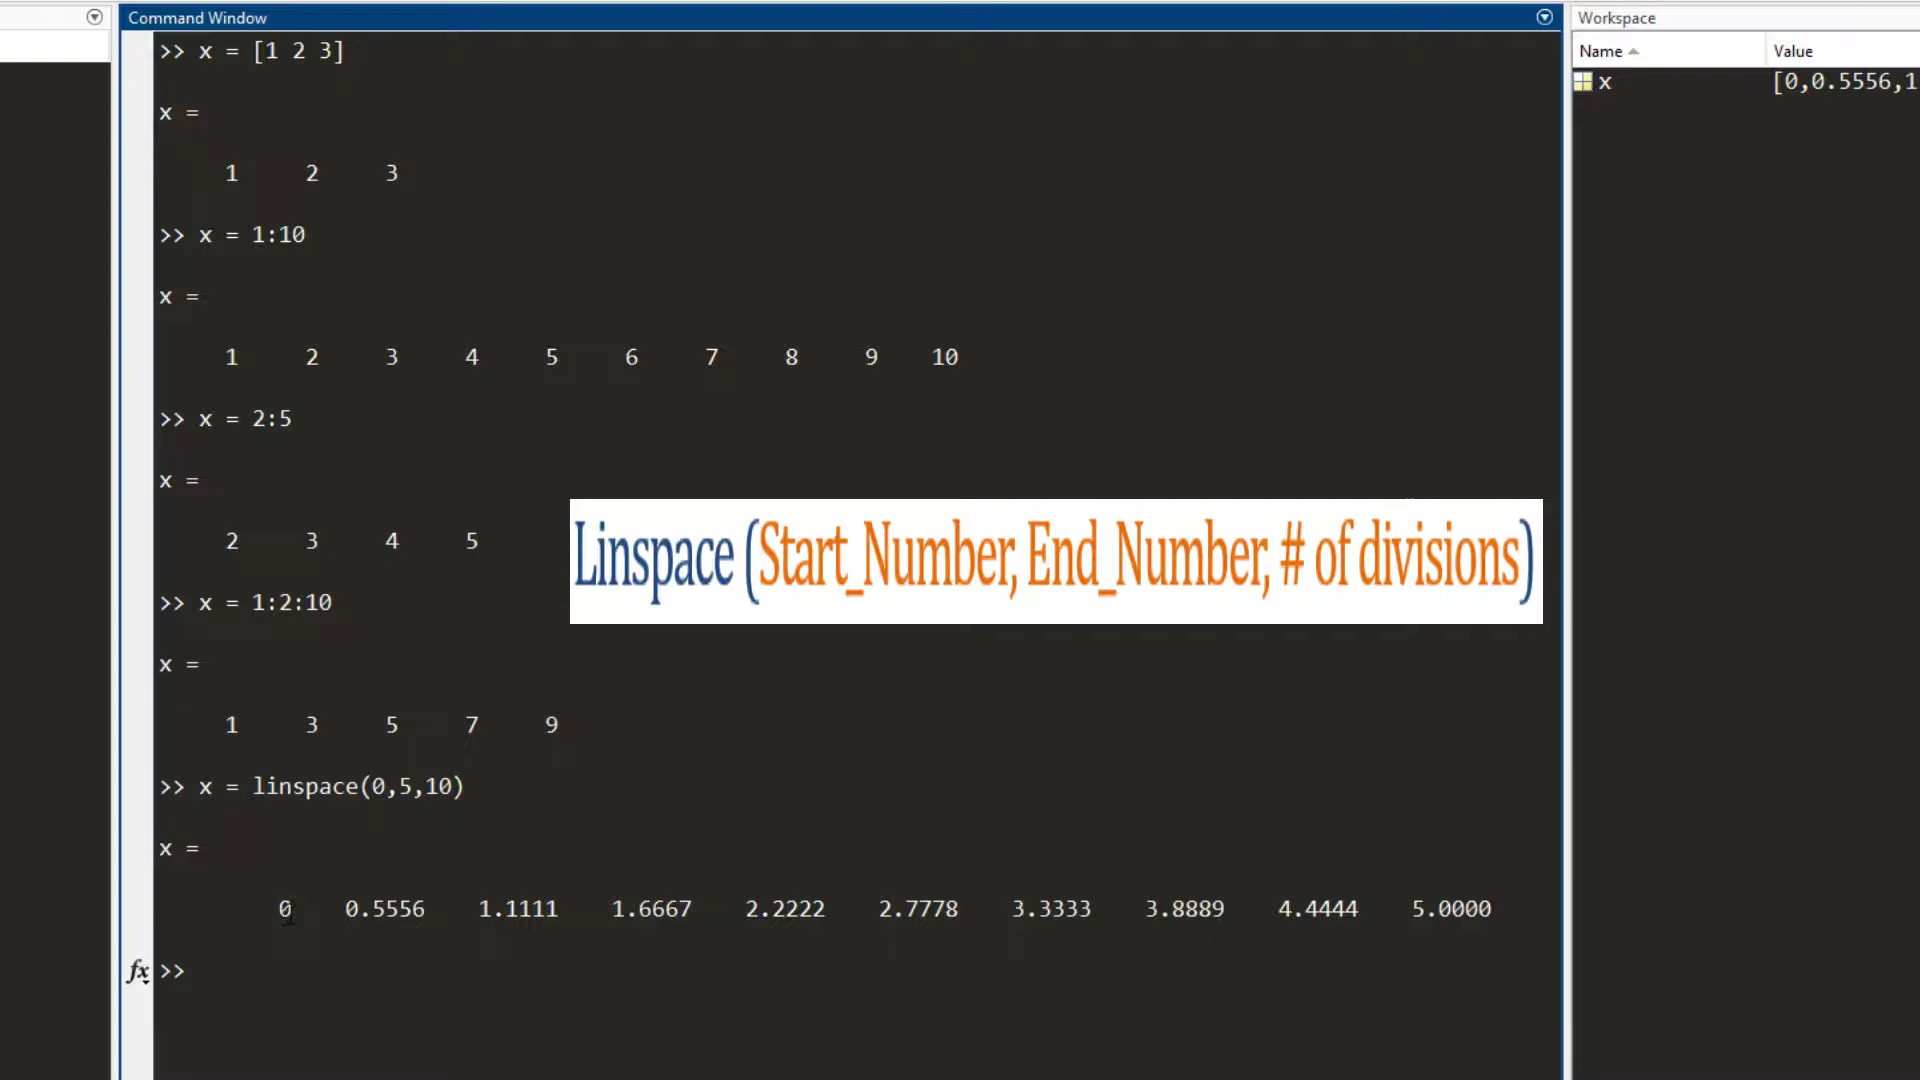 Command Window
Workspace
Name Value
x [0,0.5556,1
>> x = [1 2 3]
x =
1 2 3
>> x = 1:10
x =
1 2 3 4 5 6 7 8 9 10
>> x = 2:5
x =
2 3 4 5
Linspace (Start_Number, End_Number, # of divisions)
>> x = 1:2:10
x =
1 3 5 7 9
>> x = linspace(0,5,10)
x =
0 0.5556 1.1111 1.6667 2.2222 2.7778 3.3333 3.8889 4.4444 5.0000
fx >>